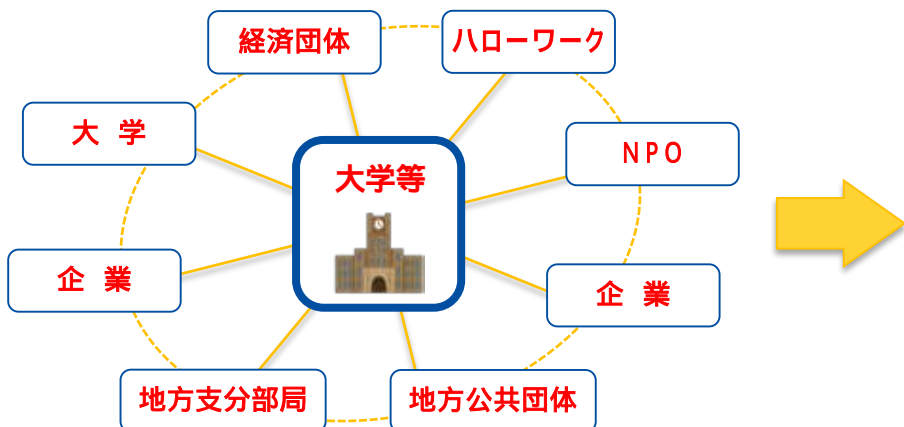 経済団体
ハローワーク
大 学
NPO
大学等
企 業
企 業
地方支分部局
地方公共団体